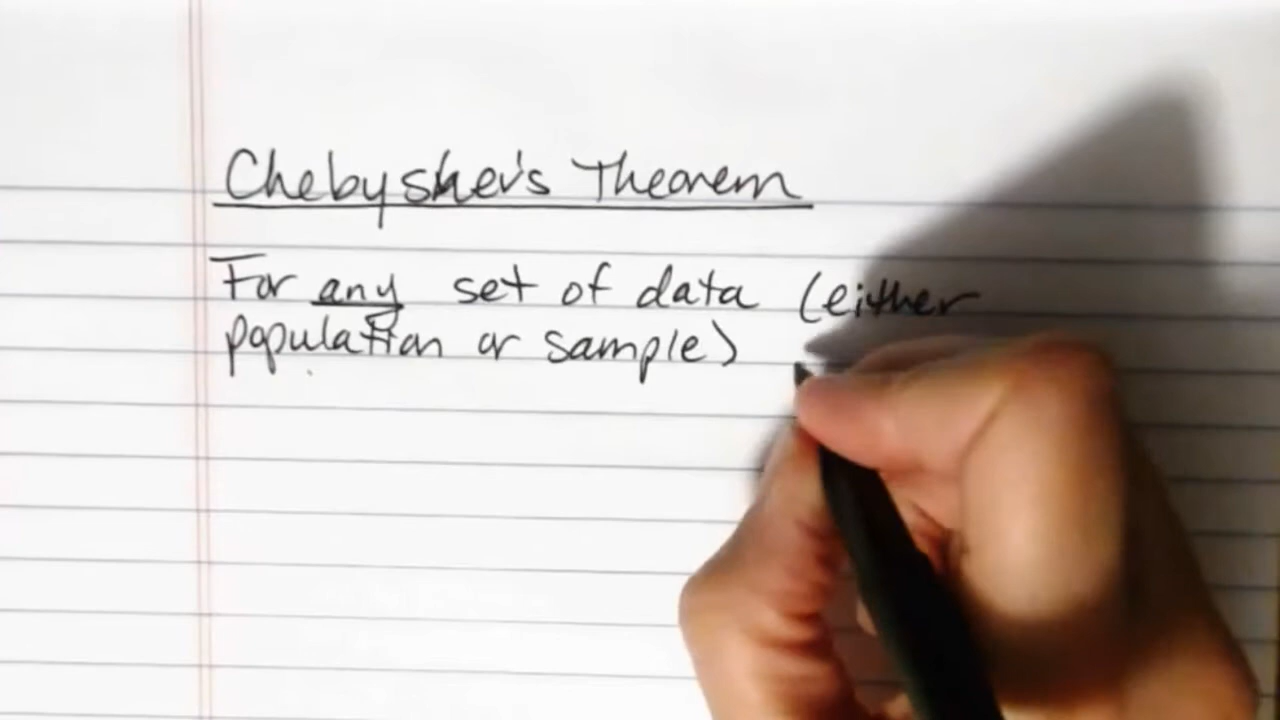 Chebyshev's Theorem
For any set of data (either
population or sample)